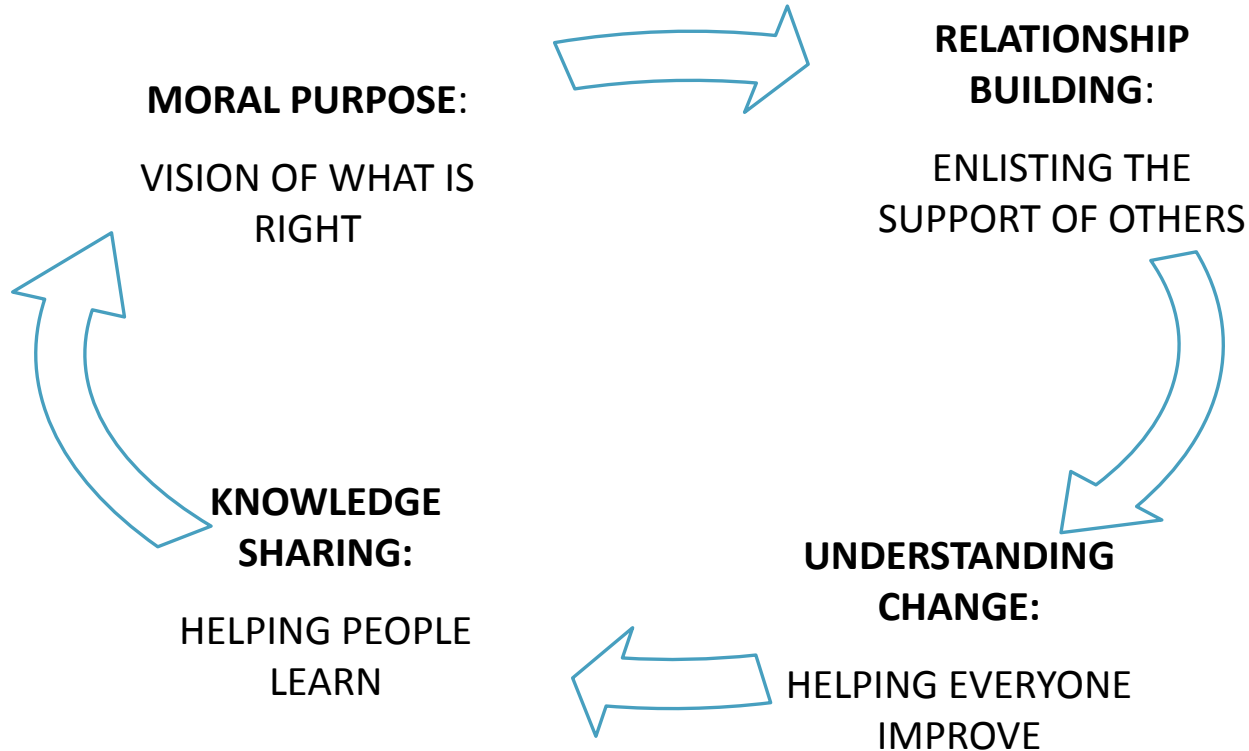 MORAL PURPOSE:
VISION OF WHAT IS
RIGHT
RELATIONSHIP
BUILDING:
ENLISTING THE
SUPPORT OF OTHERS
UNDERSTANDING
CHANGE:
HELPING EVERYONE
IMPROVE
KNOWLEDGE
SHARING:
HELPING PEOPLE
LEARN